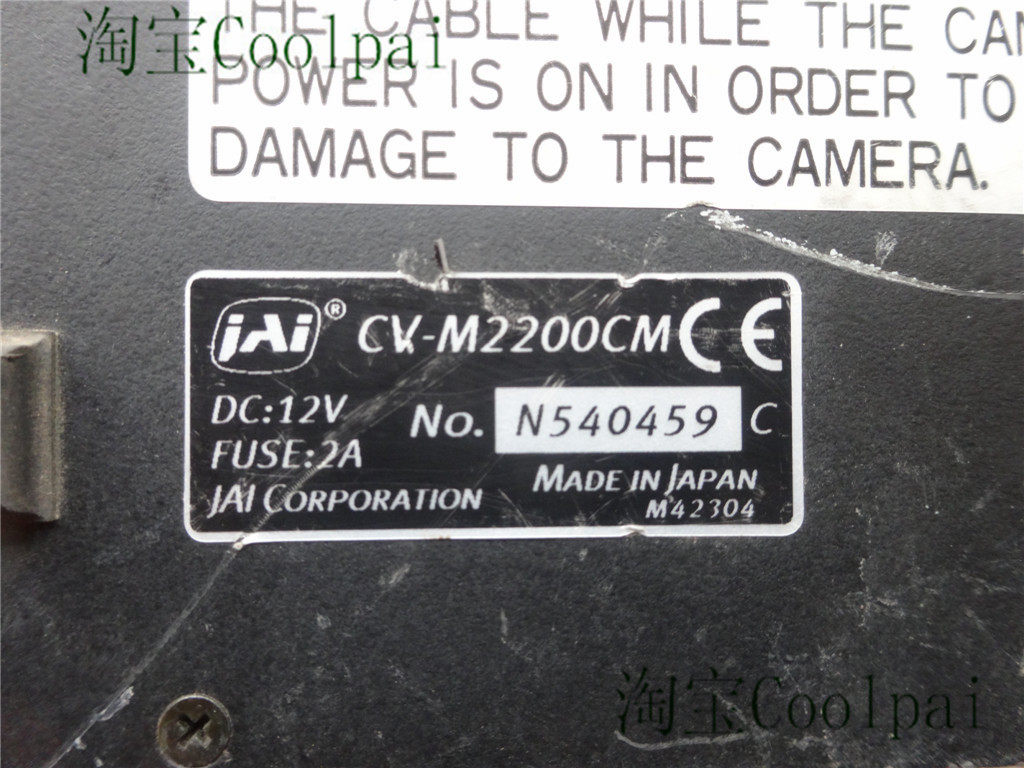 THE CABLE WHILE THE
POWER IS ON IN ORDER TO
DAMAGE TO THE CAMERA.
淘宝Coolpai
JAi® CV-M2200CM CE
DC:12V
No. N540459 C
FUSE:2A
MADE IN JAPAN
JAI CORPORATION
M42304
淘宝Coolpai